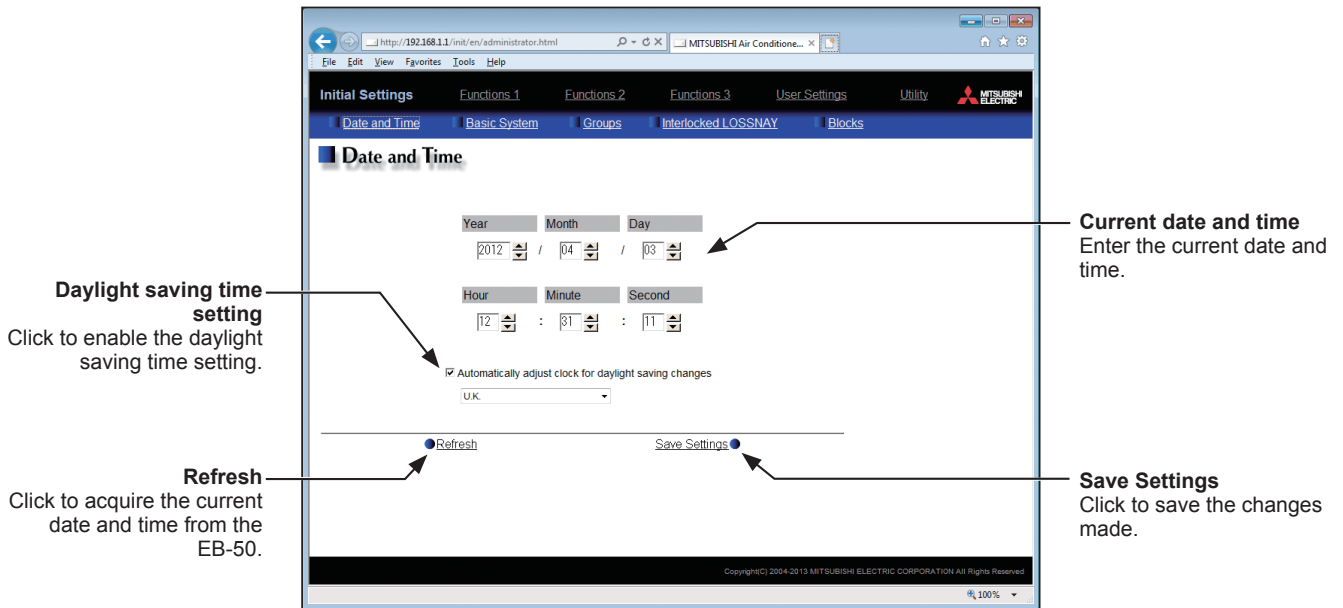 http://192.168.1.1/init/en/administrator.html
MITSUBISHI Air Conditione...
File Edit View Favorites Tools Help
Initial Settings Functions 1 Functions 2 Functions 3 User Settings Utility MITSUBISHI ELECTRIC
Date and Time Basic System Groups Interlocked LOSSNAY Blocks
Date and Time
Year Month Day
2012 / 04 / 03
Hour Minute Second
12 : 31 : 11
Automatically adjust clock for daylight saving changes
U.K.
Refresh Save Settings
Copyright(C) 2004-2013 MITSUBISHI ELECTRIC CORPORATION All Rights Reserved
100%
Daylight saving time
setting
Click to enable the daylight
saving time setting.
Refresh
Click to acquire the current
date and time from the
EB-50.
Current date and time
Enter the current date and
time.
Save Settings
Click to save the changes
made.